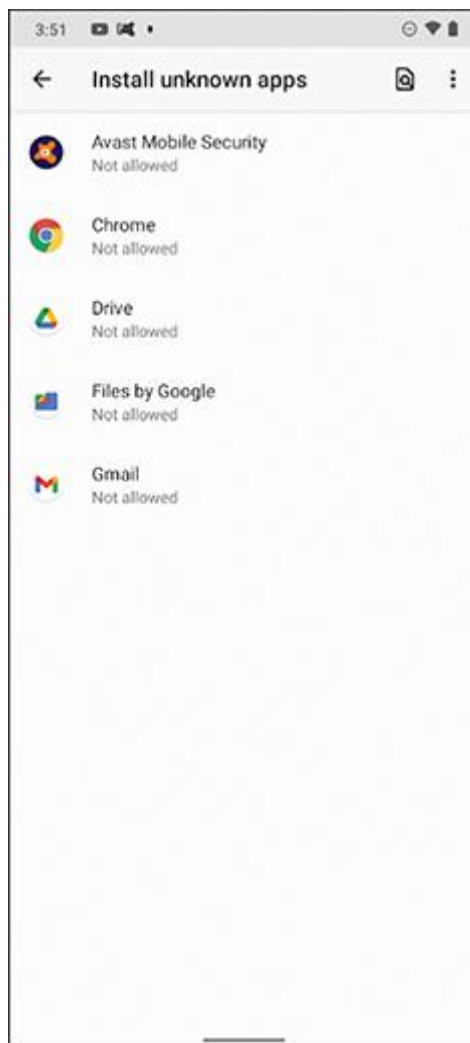 3:51
Install unknown apps
Avast Mobile Security
Not allowed
Chrome
Not allowed
Drive
Not allowed
Files by Google
Not allowed
Gmail
Not allowed